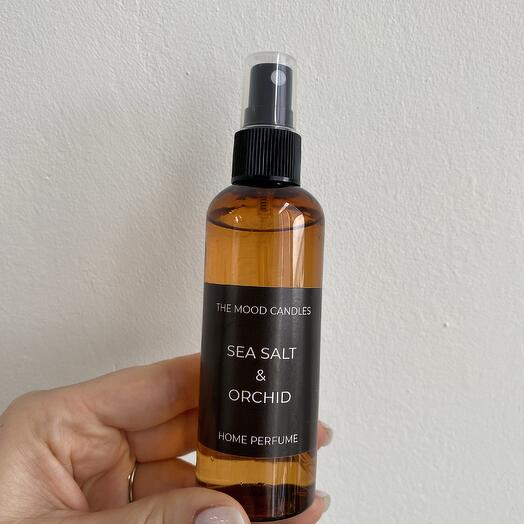 THE MOOD CANDLES
SEA SALT
&
ORCHID
HOME PERFUME